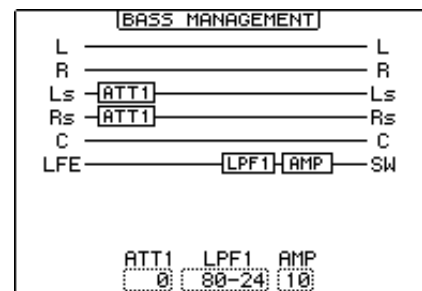 BASS MANAGEMENT
L L
R R
Ls ATT1 Ls
Rs ATT1 Rs
C C
LFE LPF1 AMP SW
ATT1 LPF1 AMP
0 80-24 10